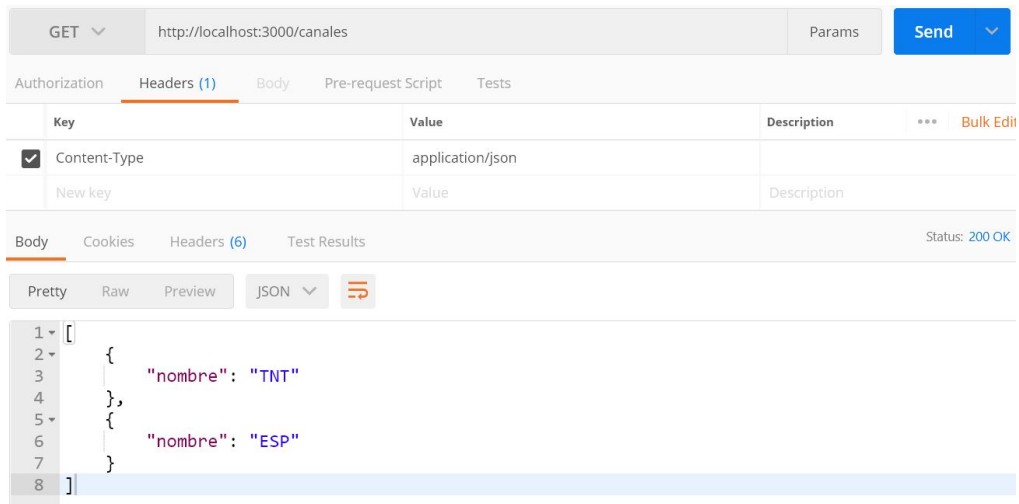 GET http://localhost:3000/canales Params Send
Authorization Headers (1) Body Pre-request Script Tests
Key Value Description ••• Bulk Edit
Content-Type application/json
New key Value Description
Body Cookies Headers (6) Test Results Status: 200 OK
Pretty Raw Preview JSON
1 [
2 {
3 "nombre": "TNT"
4 },
5 {
6 "nombre": "ESP"
7 }
8 ]